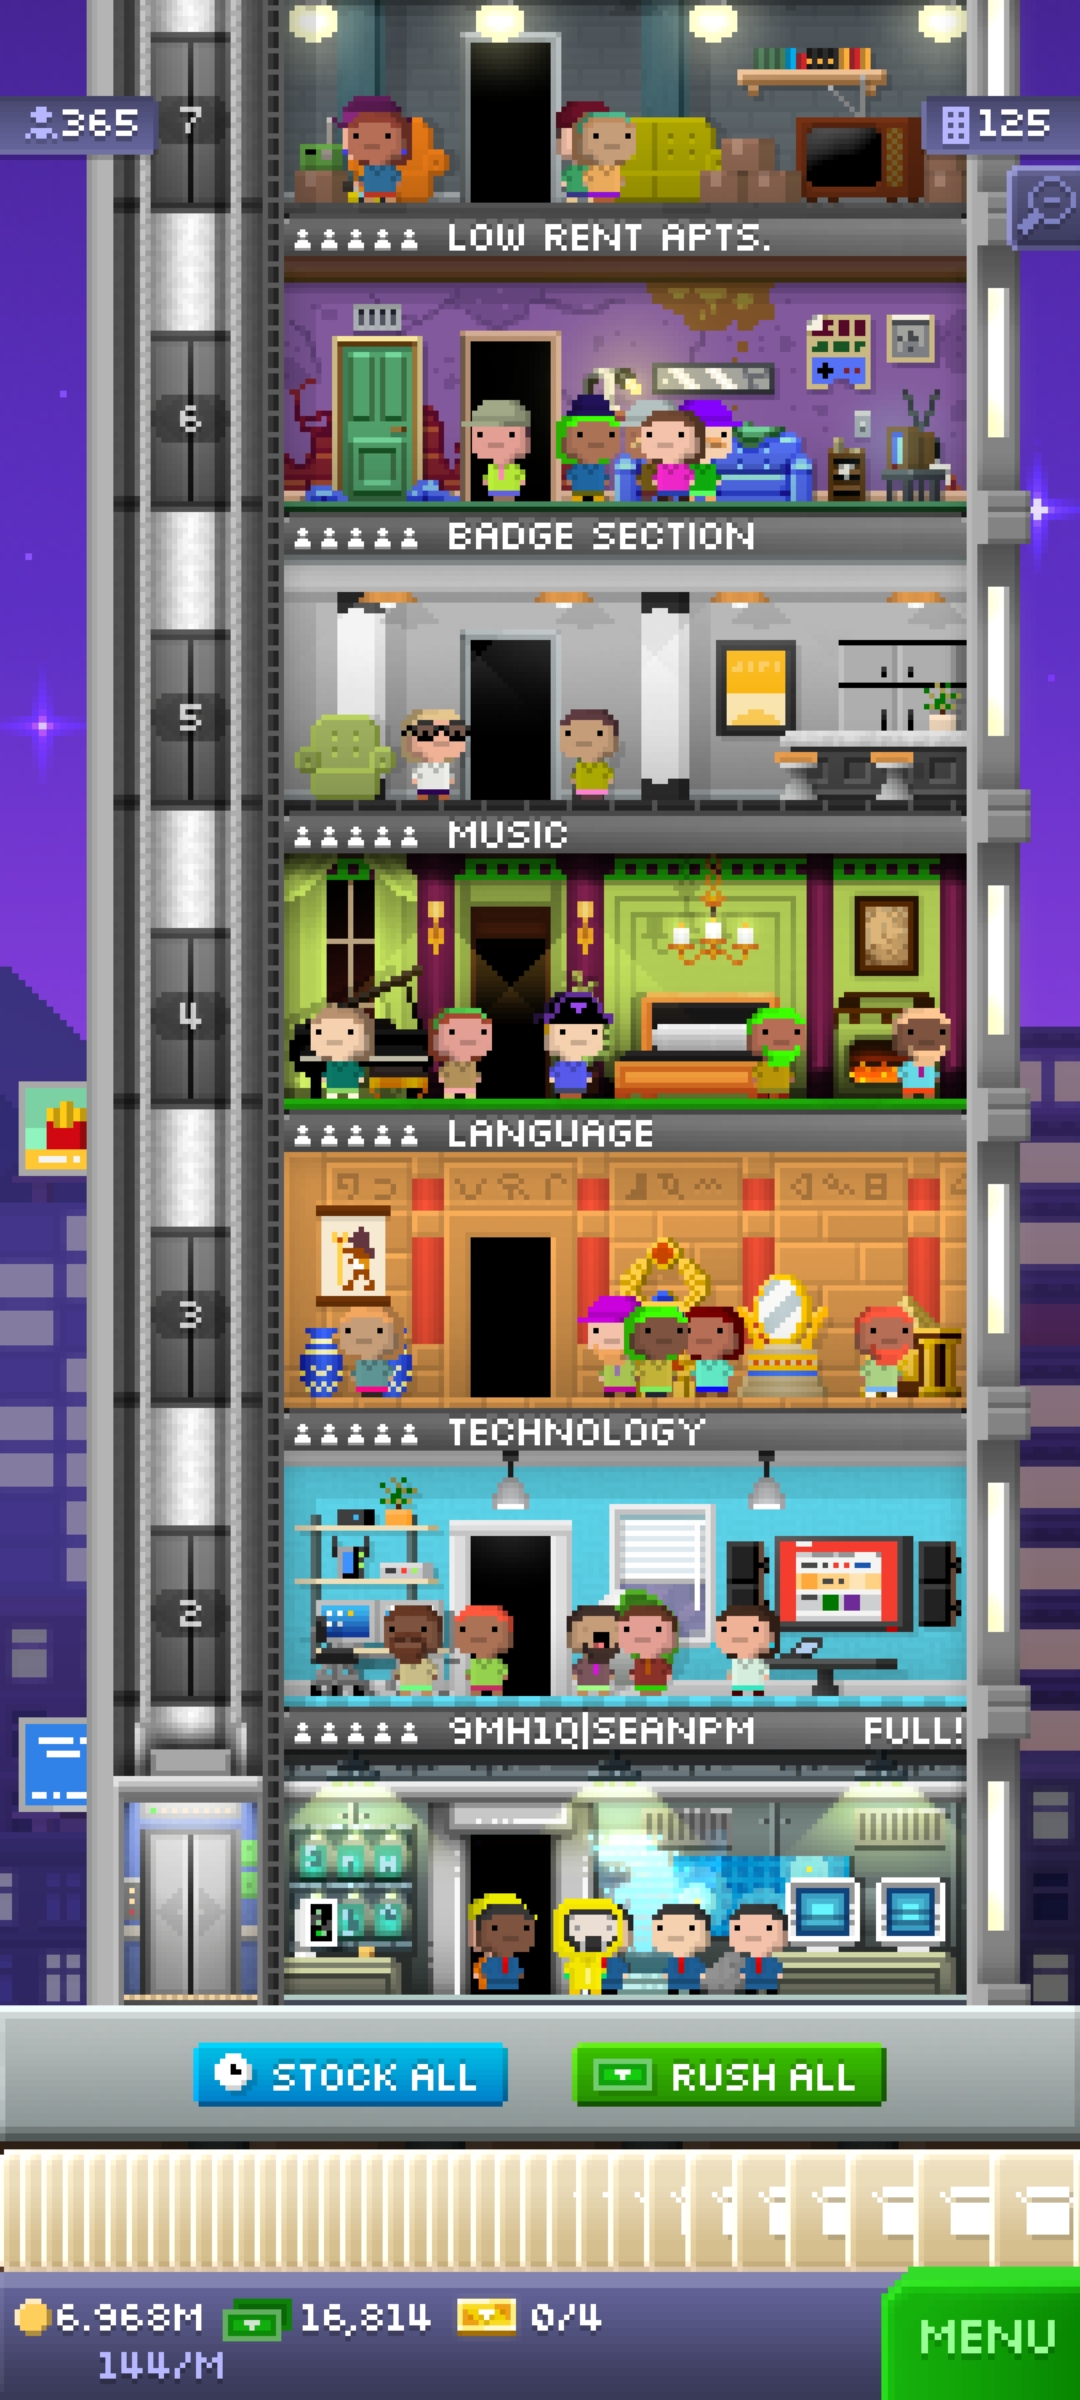 365
7
125
LOW RENT APTS.
6
BADGE SECTION
5
MUSIC
4
LANGUAGE
3
TECHNOLOGY
2
9MH1Q|SEANPM FULL!
STOCK ALL
RUSH ALL
6.968M 16,814 0/4
144/M
MENU